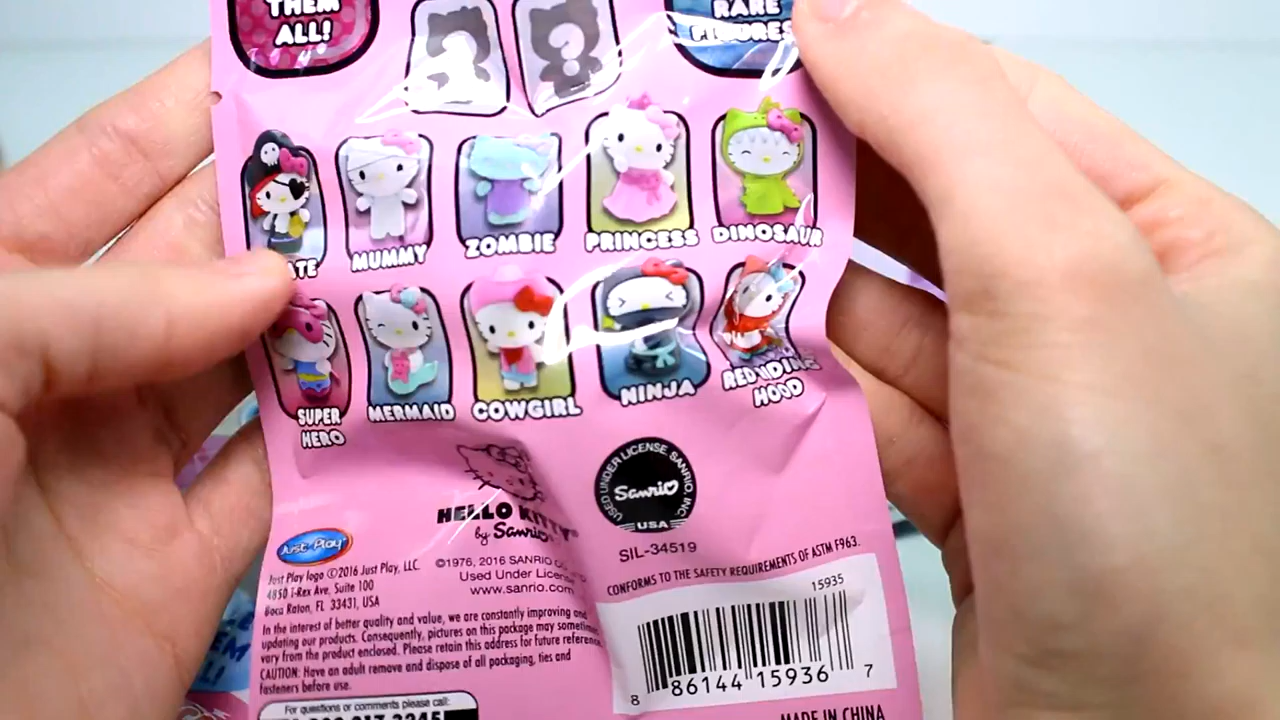 THEM
ALL!
RARE
FIGURES
?
MUMMY
ZOMBIE
PRINCESS
DINOSAUR
SUPER
HERO
MERMAID
COWGIRL
NINJA
HOOD
HELLO KITTY
by Sanrio
USED UNDER LICENSE SANRIO, INC.
Sanrio
USA
SIL-34519
Just Play
Just Play logo ©2016 Just Play, LLC.
4850 T-Rex Ave, Suite 100
Boca Raton, FL 33431, USA
©1976, 2016 SANRIO
Used Under License
www.sanrio.com
In the interest of better quality and value, we are constantly improving and
updating our products. Consequently, pictures on this package may sometimes
vary from the product enclosed. Please retain this address for future reference.
CAUTION: Have an adult remove and dispose of all packaging, ties and
fasteners before use.
For questions or comments please call:
CONFORMS TO THE SAFETY REQUIREMENTS OF ASTM F963.
15935
8 86144 15936 7
MADE IN CHINA